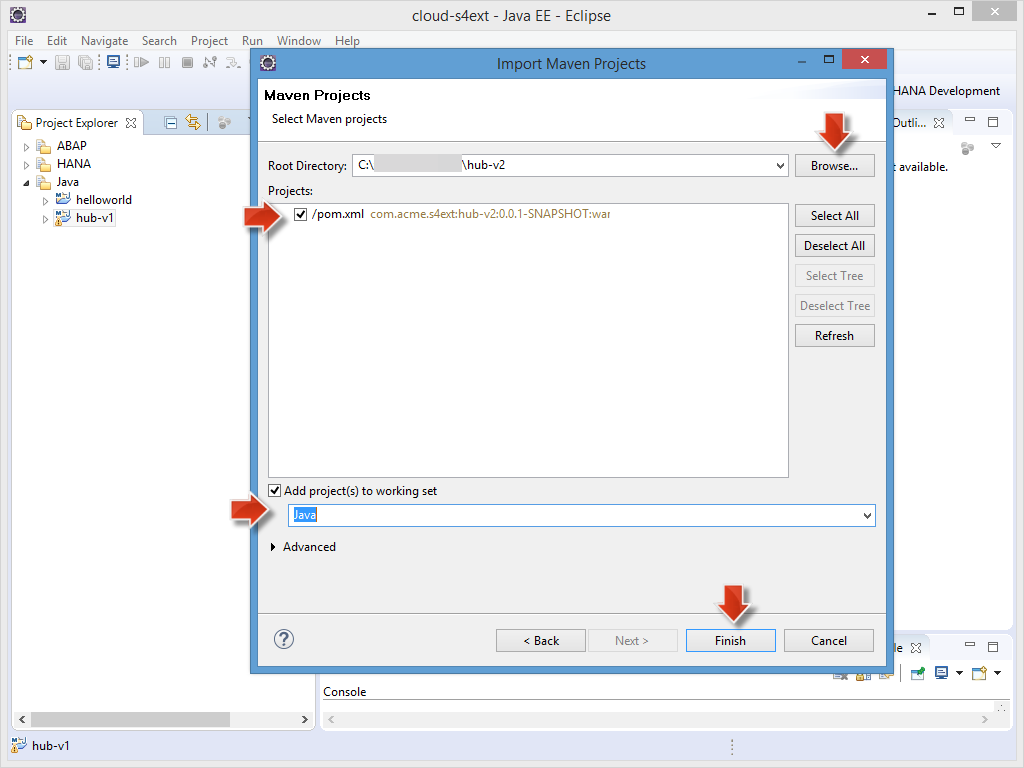 cloud-s4ext - Java EE - Eclipse
File Edit Navigate Search Project Run Window Help
Import Maven Projects
HANA Development
Maven Projects
Select Maven projects
Project Explorer
Outli...
ABAP
HANA
Java
helloworld
hub-v1
t available.
Root Directory: C:\ \hub-v2 Browse...
Projects:
/pom.xml com.acme.s4ext:hub-v2:0.0.1-SNAPSHOT:war
Select All
Deselect All
Select Tree
Deselect Tree
Refresh
Add project(s) to working set
Java
Advanced
? < Back Next > Finish Cancel
le
Console
hub-v1